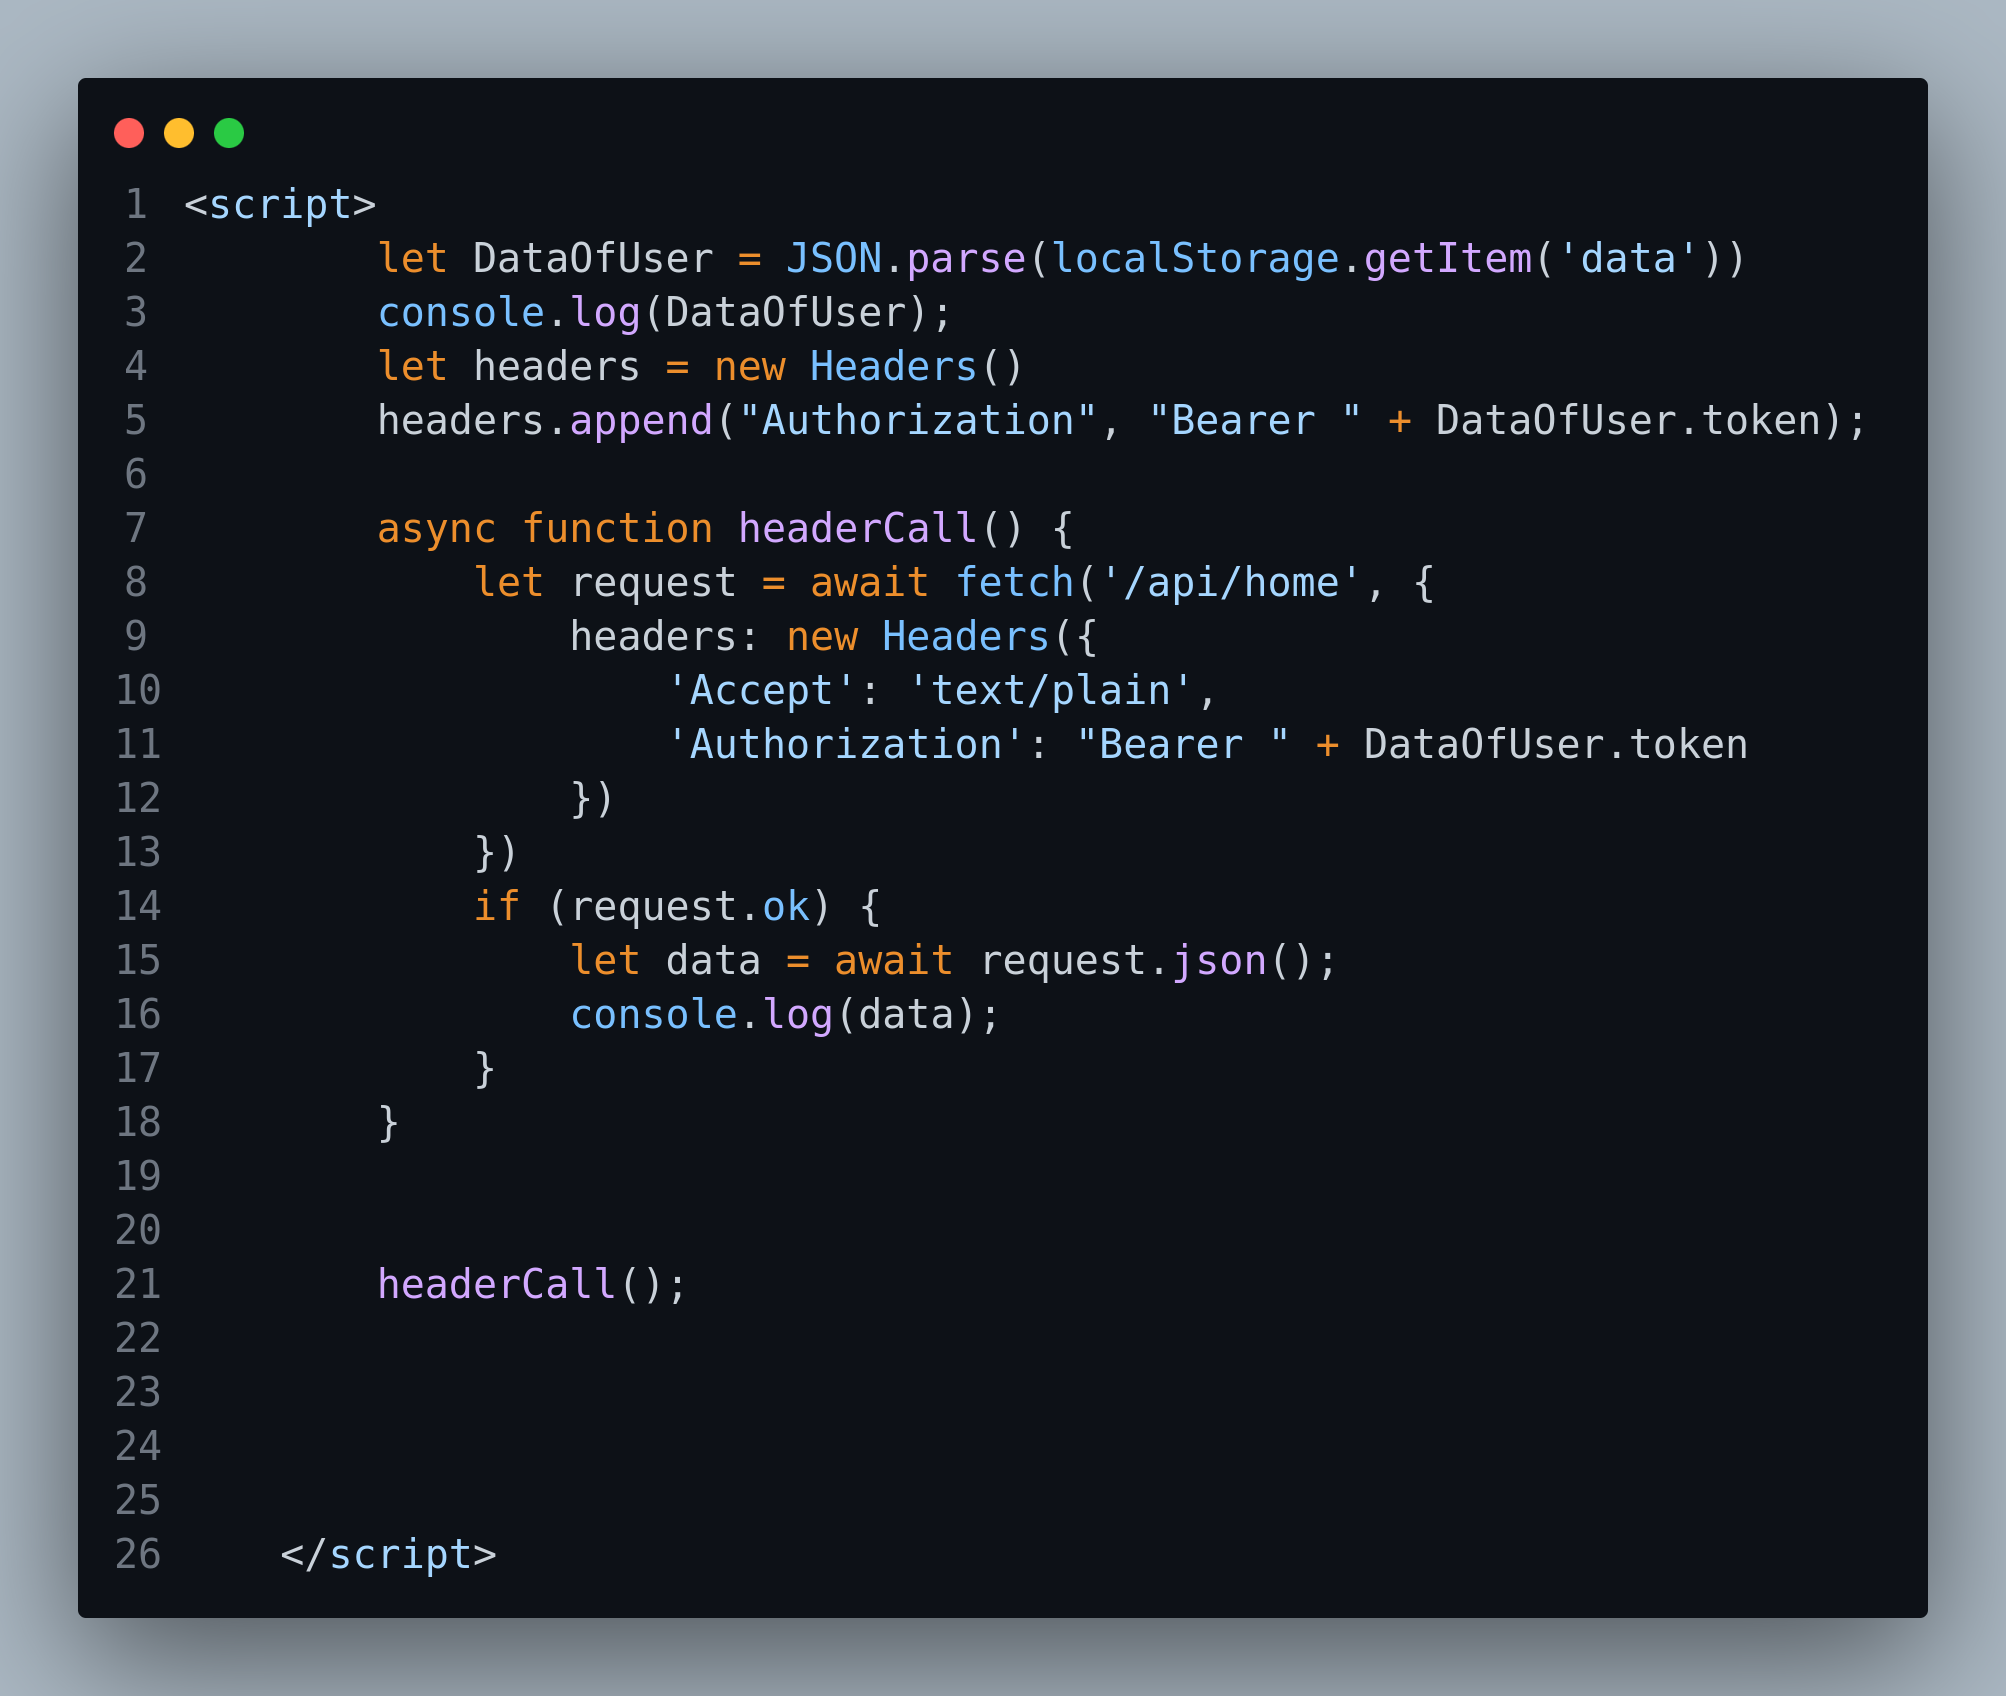 1 <script>
2         let DataOfUser = JSON.parse(localStorage.getItem('data'))
3         console.log(DataOfUser);
4         let headers = new Headers()
5         headers.append("Authorization", "Bearer " + DataOfUser.token);
6
7         async function headerCall() {
8             let request = await fetch('/api/home', {
9                 headers: new Headers({
10                     'Accept': 'text/plain',
11                     'Authorization': "Bearer " + DataOfUser.token
12                 })
13             })
14             if (request.ok) {
15                 let data = await request.json();
16                 console.log(data);
17             }
18         }
19
20
21         headerCall();
22
23
24
25
26     </script>